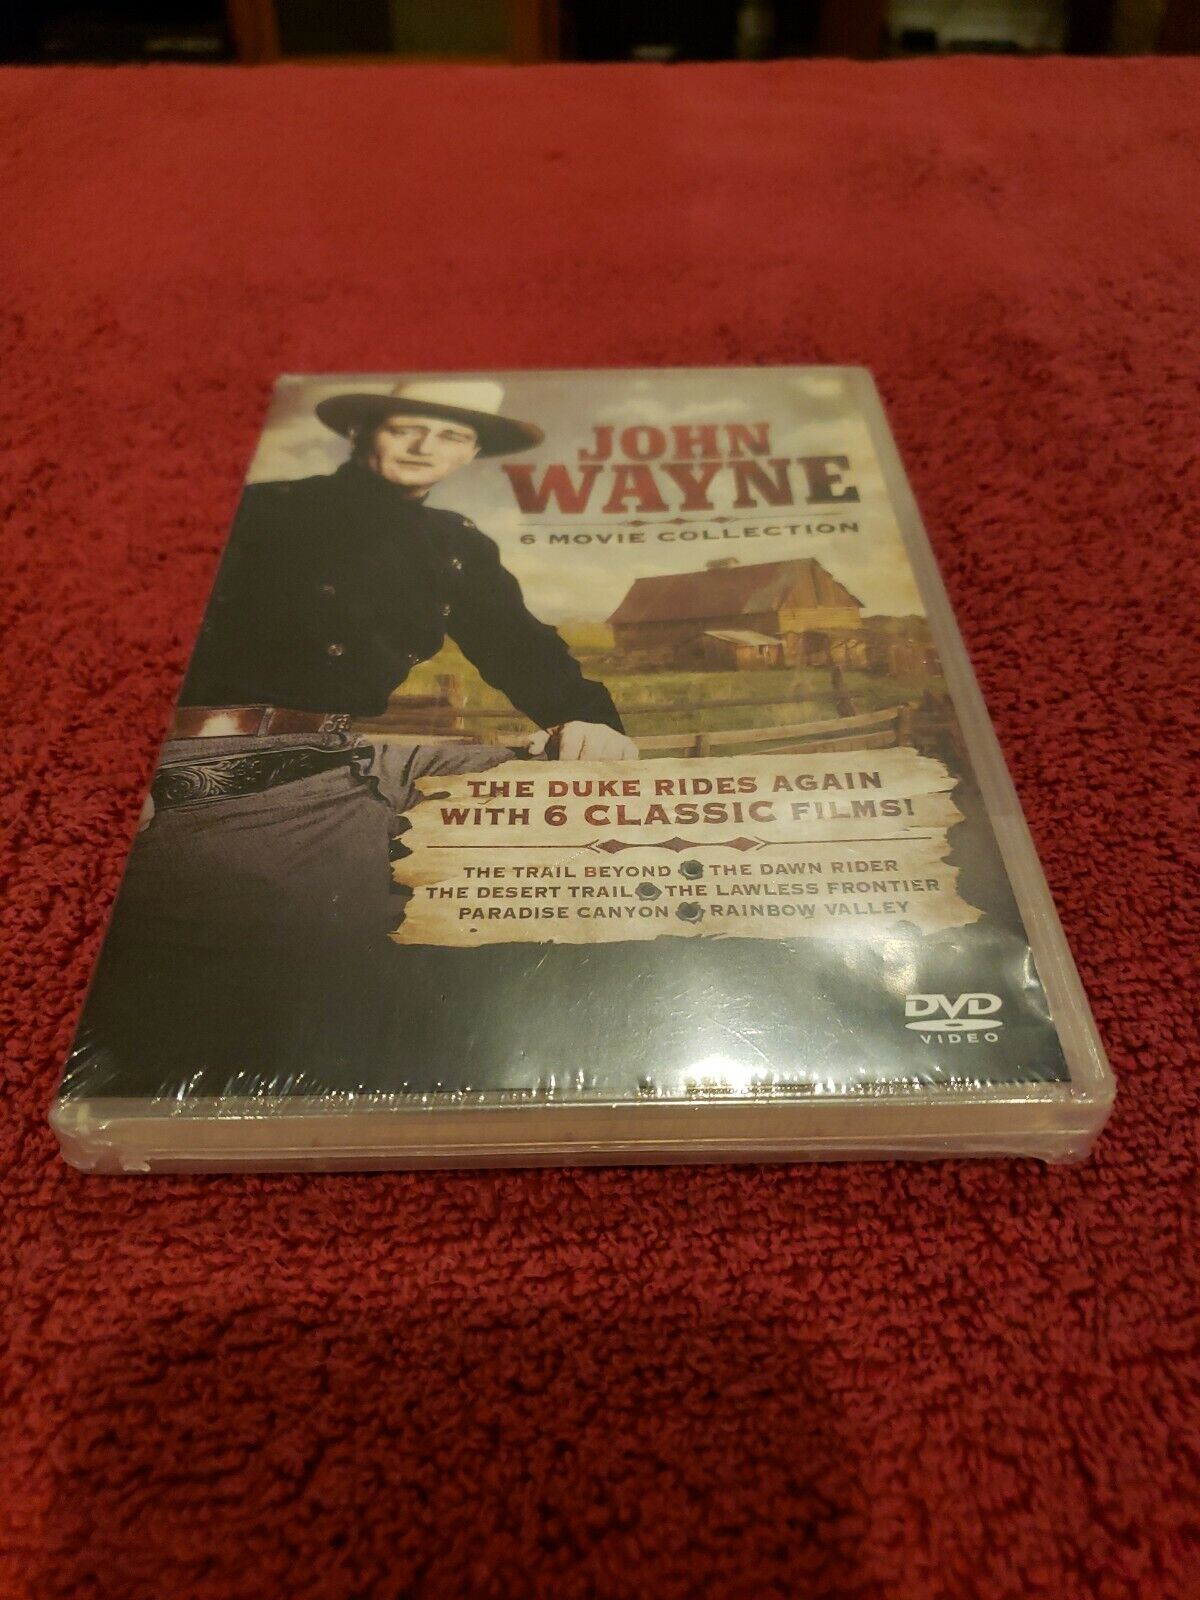 JOHN
WAYNE
6 MOVIE COLLECTION
THE DUKE RIDES AGAIN
WITH 6 CLASSIC FILMS!
THE TRAIL BEYOND THE DAWN RIDER
THE DESERT TRAIL THE LAWLESS FRONTIER
PARADISE CANYON RAINBOW VALLEY
DVD
VIDEO